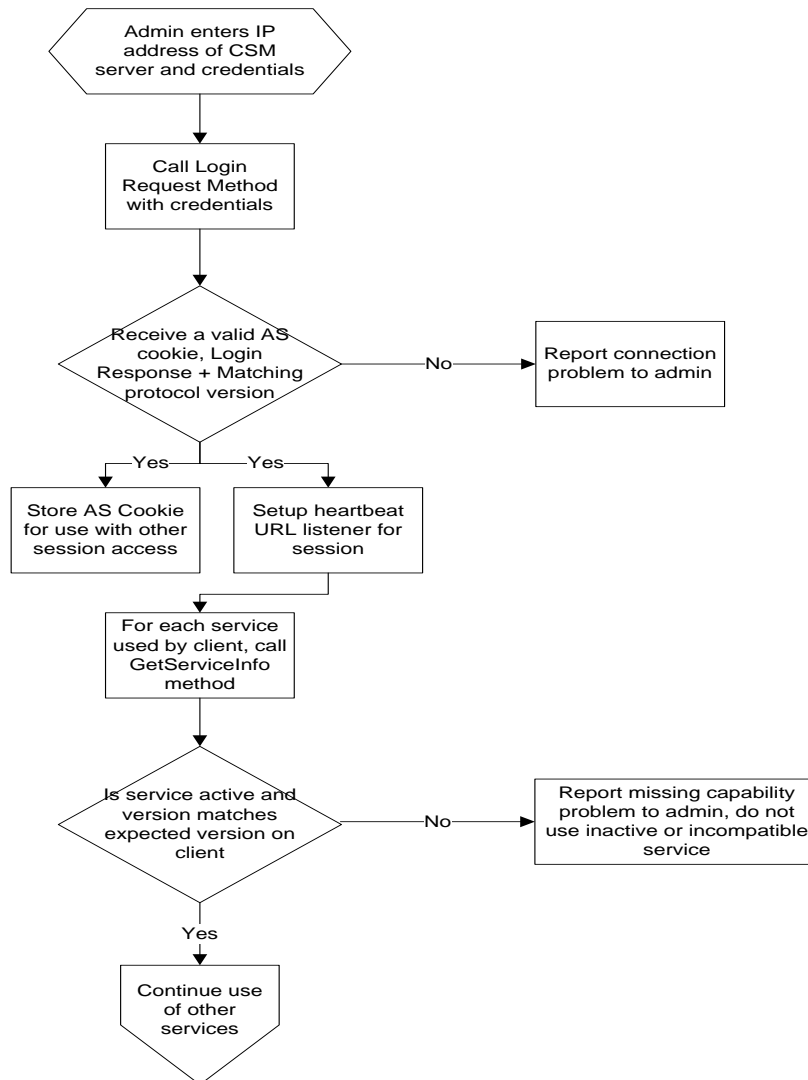 Admin enters IP
address of CSM
server and credentials
Call Login
Request Method
with credentials
Receive a valid AS
cookie, Login
Response + Matching
protocol version
No
Report connection
problem to admin
Yes
Yes
Store AS Cookie
for use with other
session access
Setup heartbeat
URL listener for
session
For each service
used by client, call
GetServiceInfo
method
Is service active and
version matches
expected version on
client
No
Report missing capability
problem to admin, do not
use inactive or incompatible
service
Yes
Continue use
of other
services